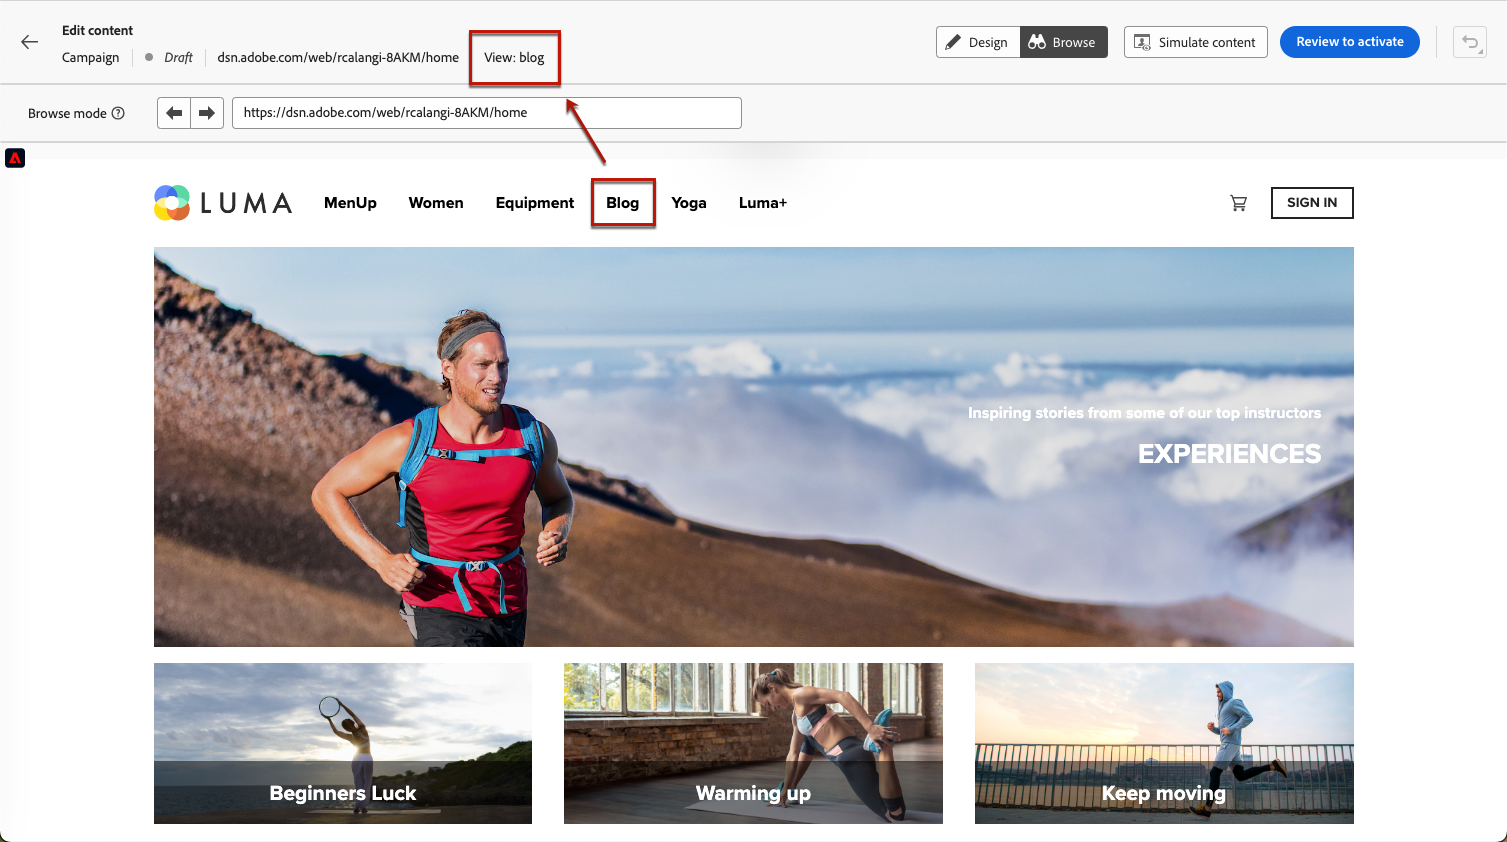 Edit content
Campaign Draft dsn.adobe.com/web/rcalangi-8AKM/home View: blog
Design Browse Simulate content Review to activate
Browse mode https://dsn.adobe.com/web/rcalangi-8AKM/home
LUMA MenUp Women Equipment Blog Yoga Luma+ SIGN IN
Inspiring stories from some of our top instructors
EXPERIENCES
Beginners Luck Warming up Keep moving